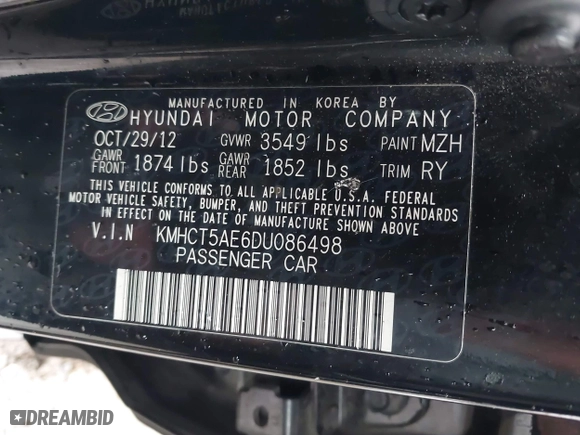 MANUFACTURED IN KOREA BY
HYUNDAI MOTOR COMPANY
OCT/29/12 GVWR 3549 lbs PAINT MZH
GAWR FRONT 1874 lbs GAWR REAR 1852 lbs TRIM RY
THIS VEHICLE CONFORMS TO ALL APPLICABLE U.S.A. FEDERAL
MOTOR VEHICLE SAFETY, BUMPER, AND THEFT PREVENTION STANDARDS
IN EFFECT ON THE DATE OF MANUFACTURE SHOWN ABOVE
V.I.N KMHCT5AE6DU086498
PASSENGER CAR
DREAMBID